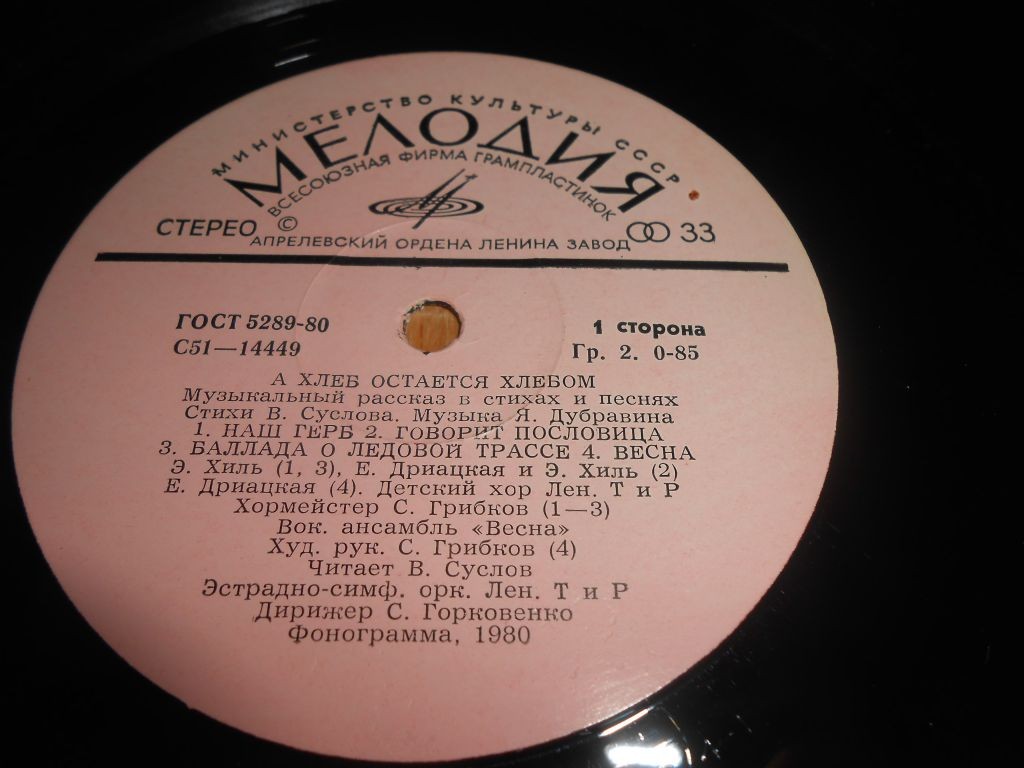 МИНИСТЕРСТВО КУЛЬТУРЫ СССР
МЕЛОДИЯ
ВСЕСОЮЗНАЯ ФИРМА ГРАМПЛАСТИНОК
СТЕРЕО © 33
АПРЕЛЕВСКИЙ ОРДЕНА ЛЕНИНА ЗАВОД
ГОСТ 5289-80 1 сторона
С51—14449 Гр. 2. 0-85
А ХЛЕБ ОСТАЕТСЯ ХЛЕБОМ
Музыкальный рассказ в стихах и песнях
Стихи В. Суслова. Музыка Я. Дубравина
1. НАШ ГЕРБ 2. ГОВОРИТ ПОСЛОВИЦА
3. БАЛЛАДА О ЛЕДОВОЙ ТРАССЕ 4. ВЕСНА
Э. Хиль (1, 3), Е. Дриацкая и Э. Хиль (2)
Е. Дриацкая (4). Детский хор Лен. Т и Р
Хормейстер С. Грибков (1—3)
Вок. ансамбль «Весна»
Худ. рук. С. Грибков (4)
Читает В. Суслов
Эстрадно-симф. орк. Лен. Т и Р
Дирижер С. Горковенко
Фонограмма, 1980